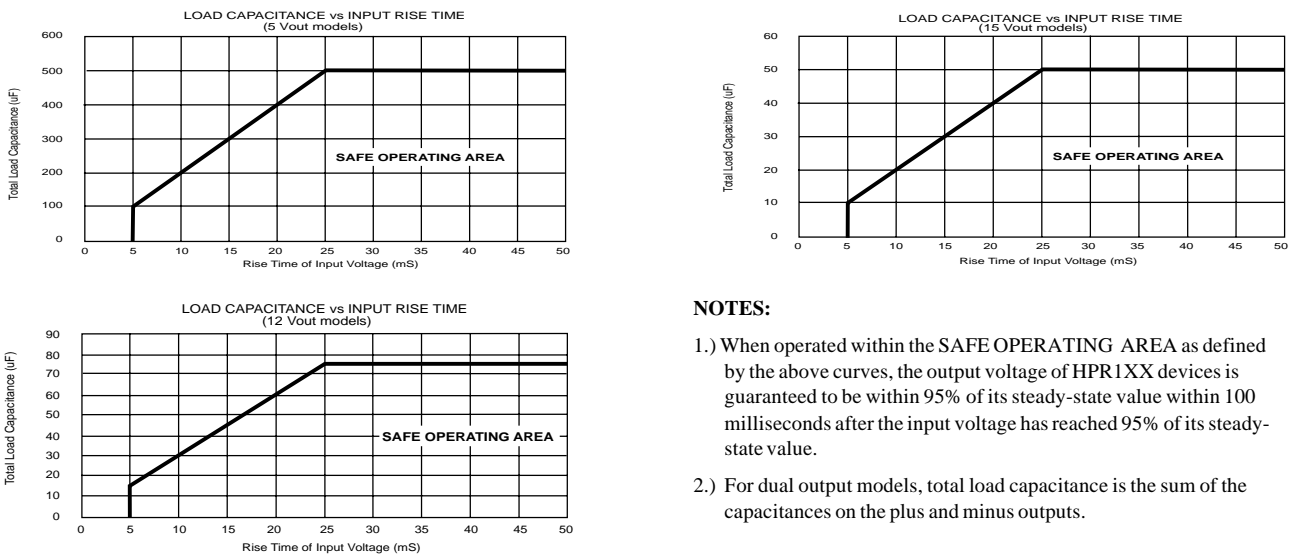 LOAD CAPACITANCE vs INPUT RISE TIME
(5 Vout models)
600
500
400
300
200
100
0
Total Load Capacitance (uF)
SAFE OPERATING AREA
0 5 10 15 20 25 30 35 40 45 50
Rise Time of Input Voltage (mS)
LOAD CAPACITANCE vs INPUT RISE TIME
(15 Vout models)
60
50
40
30
20
10
0
Total Load Capacitance (uF)
SAFE OPERATING AREA
0 5 10 15 20 25 30 35 40 45 50
Rise Time of Input Voltage (mS)
LOAD CAPACITANCE vs INPUT RISE TIME
(12 Vout models)
90
80
70
60
50
40
30
20
10
0
Total Load Capacitance (uF)
SAFE OPERATING AREA
0 5 10 15 20 25 30 35 40 45 50
Rise Time of Input Voltage (mS)
NOTES:
1.) When operated within the SAFE OPERATING AREA as defined
by the above curves, the output voltage of HPR1XX devices is
guaranteed to be within 95% of its steady-state value within 100
milliseconds after the input voltage has reached 95% of its steady-
state value.
2.) For dual output models, total load capacitance is the sum of the
capacitances on the plus and minus outputs.